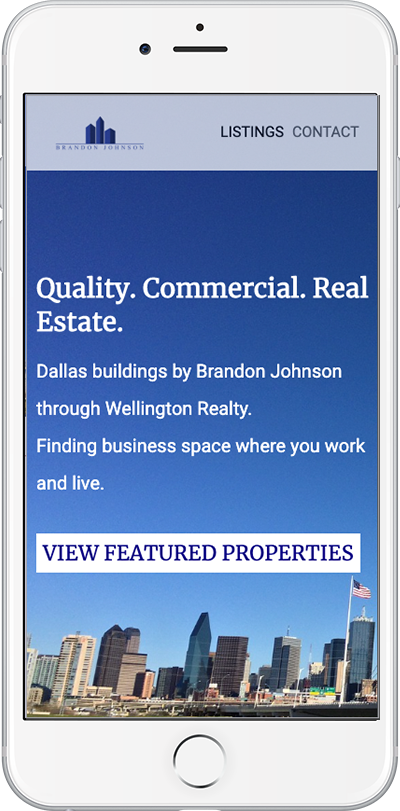 BRANDON JOHNSON
LISTINGS CONTACT
Quality. Commercial. Real
Estate.
Dallas buildings by Brandon Johnson
through Wellington Realty.
Finding business space where you work
and live.
VIEW FEATURED PROPERTIES